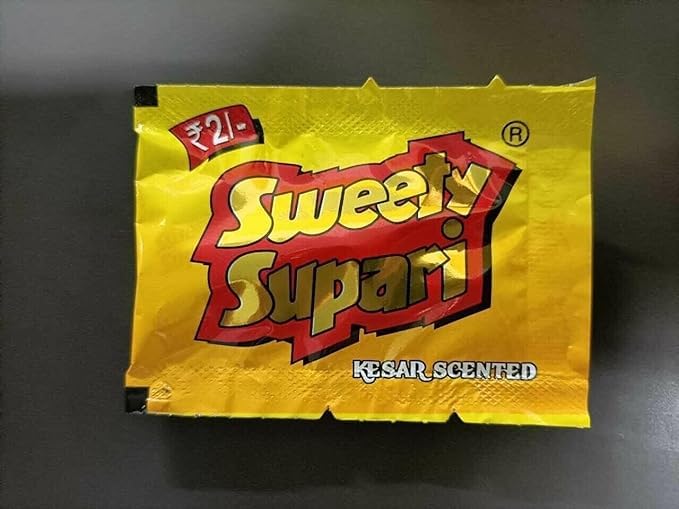 ₹2/-
®
Sweety
Supari
KESAR SCENTED